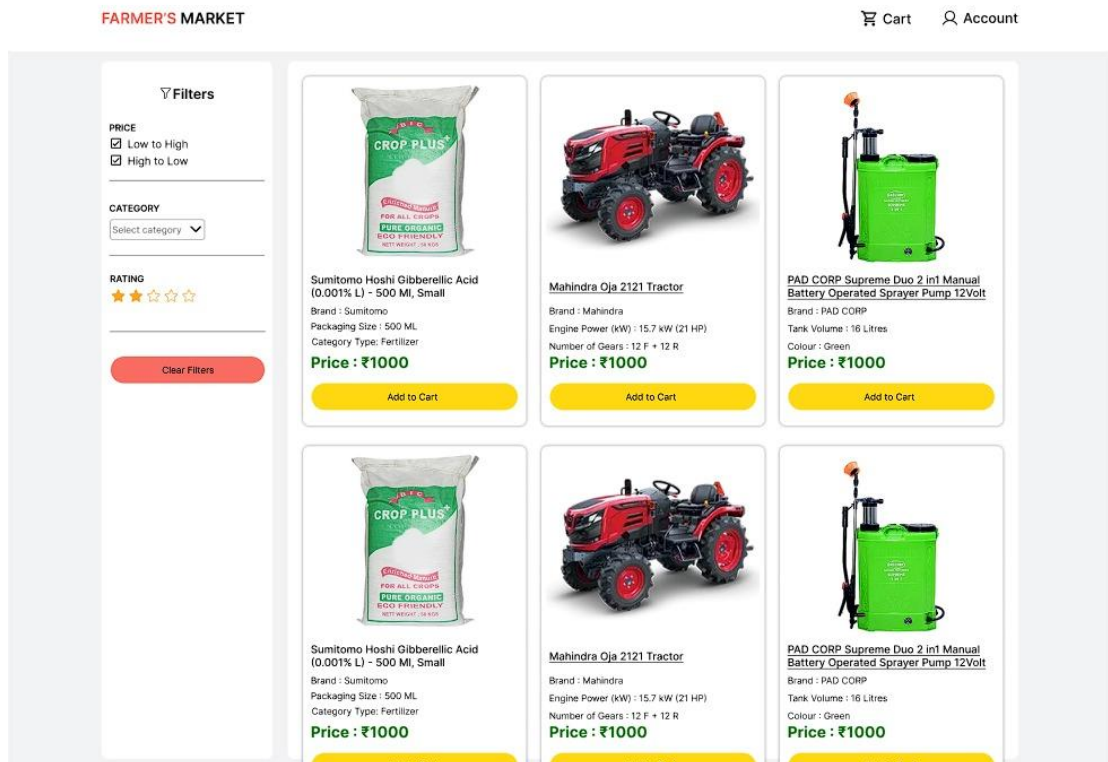 FARMER'S MARKET
Cart
Account
Filters
PRICE
Low to High
High to Low
CATEGORY
Select category
RATING
Clear Filters
CROP PLUS
FOR ALL CROPS
PURE ORGANIC
ECO FRIENDLY
NETT WEIGHT : 50 KGS
Sumitomo Hoshi Gibberellic Acid
(0.001% L) - 500 Ml, Small
Brand : Sumitomo
Packaging Size : 500 ML
Category Type: Fertilizer
Price : ₹1000
Add to Cart
Mahindra Oja 2121 Tractor
Brand : Mahindra
Engine Power (kW) : 15.7 kW (21 HP)
Number of Gears : 12 F + 12 R
Price : ₹1000
Add to Cart
PAD CORP Supreme Duo 2 in1 Manual
Battery Operated Sprayer Pump 12Volt
Brand : PAD CORP
Tank Volume : 16 Litres
Colour : Green
Price : ₹1000
Add to Cart
CROP PLUS
FOR ALL CROPS
PURE ORGANIC
ECO FRIENDLY
NETT WEIGHT : 50 KGS
Sumitomo Hoshi Gibberellic Acid
(0.001% L) - 500 Ml, Small
Brand : Sumitomo
Packaging Size : 500 ML
Category Type: Fertilizer
Price : ₹1000
Mahindra Oja 2121 Tractor
Brand : Mahindra
Engine Power (kW) : 15.7 kW (21 HP)
Number of Gears : 12 F + 12 R
Price : ₹1000
PAD CORP Supreme Duo 2 in1 Manual
Battery Operated Sprayer Pump 12Volt
Brand : PAD CORP
Tank Volume : 16 Litres
Colour : Green
Price : ₹1000